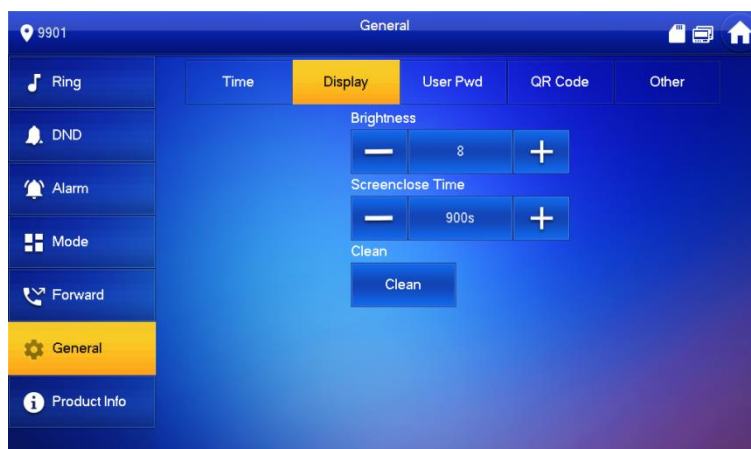 9901
General
Ring
DND
Alarm
Mode
Forward
General
Product Info
Time Display User Pwd QR Code Other
Brightness
8
Screenclose Time
900s
Clean
Clean